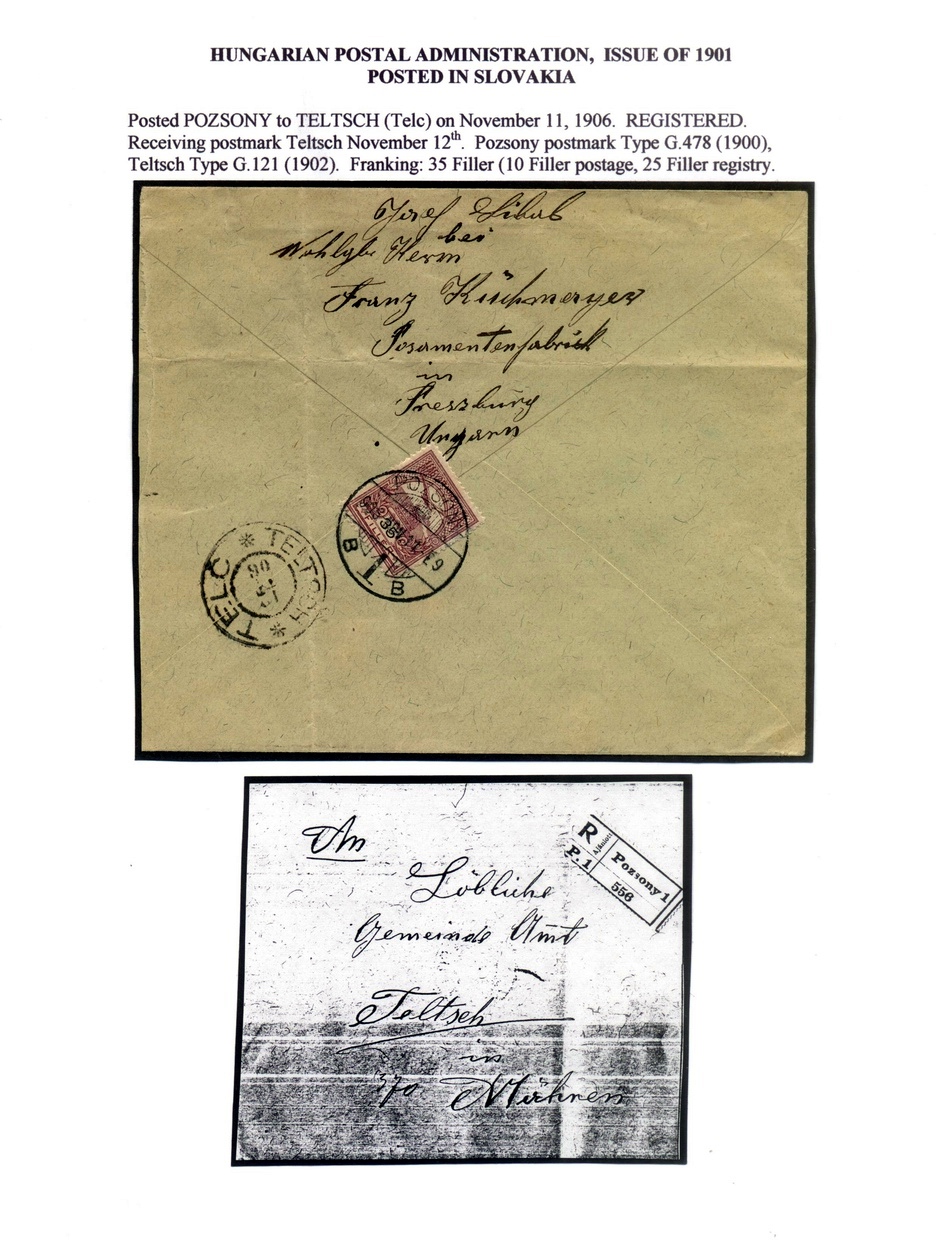 HUNGARIAN POSTAL ADMINISTRATION, ISSUE OF 1901
POSTED IN SLOVAKIA
Posted POZSONY to TELTSCH (Telc) on November 11, 1906. REGISTERED.
Receiving postmark Teltsch November 12th. Pozsony postmark Type G.478 (1900),
Teltsch Type G.121 (1902). Franking: 35 Filler (10 Filler postage, 25 Filler registry.
Josef
bei
Wohlgb Herrn
Franz Küchmayer
Posamentenfabrik
in
Pressburg
Ungarn
35
FILLER
B
B
TELTSCH
TELC
An
Löbliche
Gemeinde Amt
Teltsch
in
Mähren
R
P. 1
Pozsony 1
556